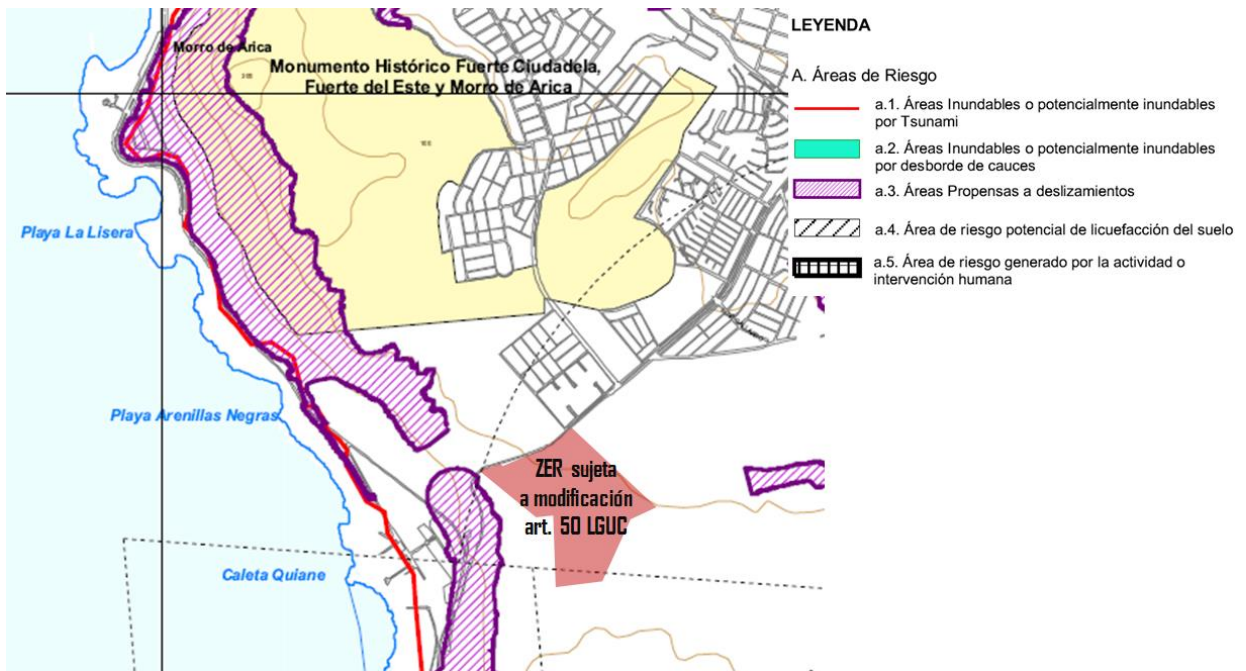 Morro de Arica
Monumento Histórico Fuerte Ciudadela,
Fuerte del Este y Morro de Arica
Playa La Lisera
Playa Arenillas Negras
ZER sujeta
a modificación
art. 50 LGUC
Caleta Quiane
LEYENDA
A. Áreas de Riesgo
a.1. Áreas Inundables o potencialmente inundables
por Tsunami
a.2. Áreas Inundables o potencialmente inundables
por desborde de cauces
a.3. Áreas Propensas a deslizamientos
a.4. Área de riesgo potencial de licuefacción del suelo
a.5. Área de riesgo generado por la actividad o
intervención humana